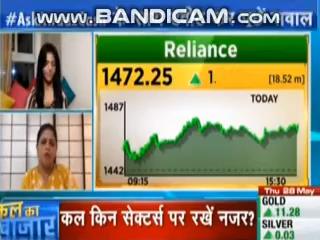 www.BANDICAM.com
Reliance
1472.25 ▲ 1. [18.52 m]
TODAY
1487
1442
09:15 15:30
कल का
बाजार
कल किन सेक्टर्स पर रखें नजर?
Thu 28 May
GOLD
▲ 11.28
SILVER
▲ 0.03